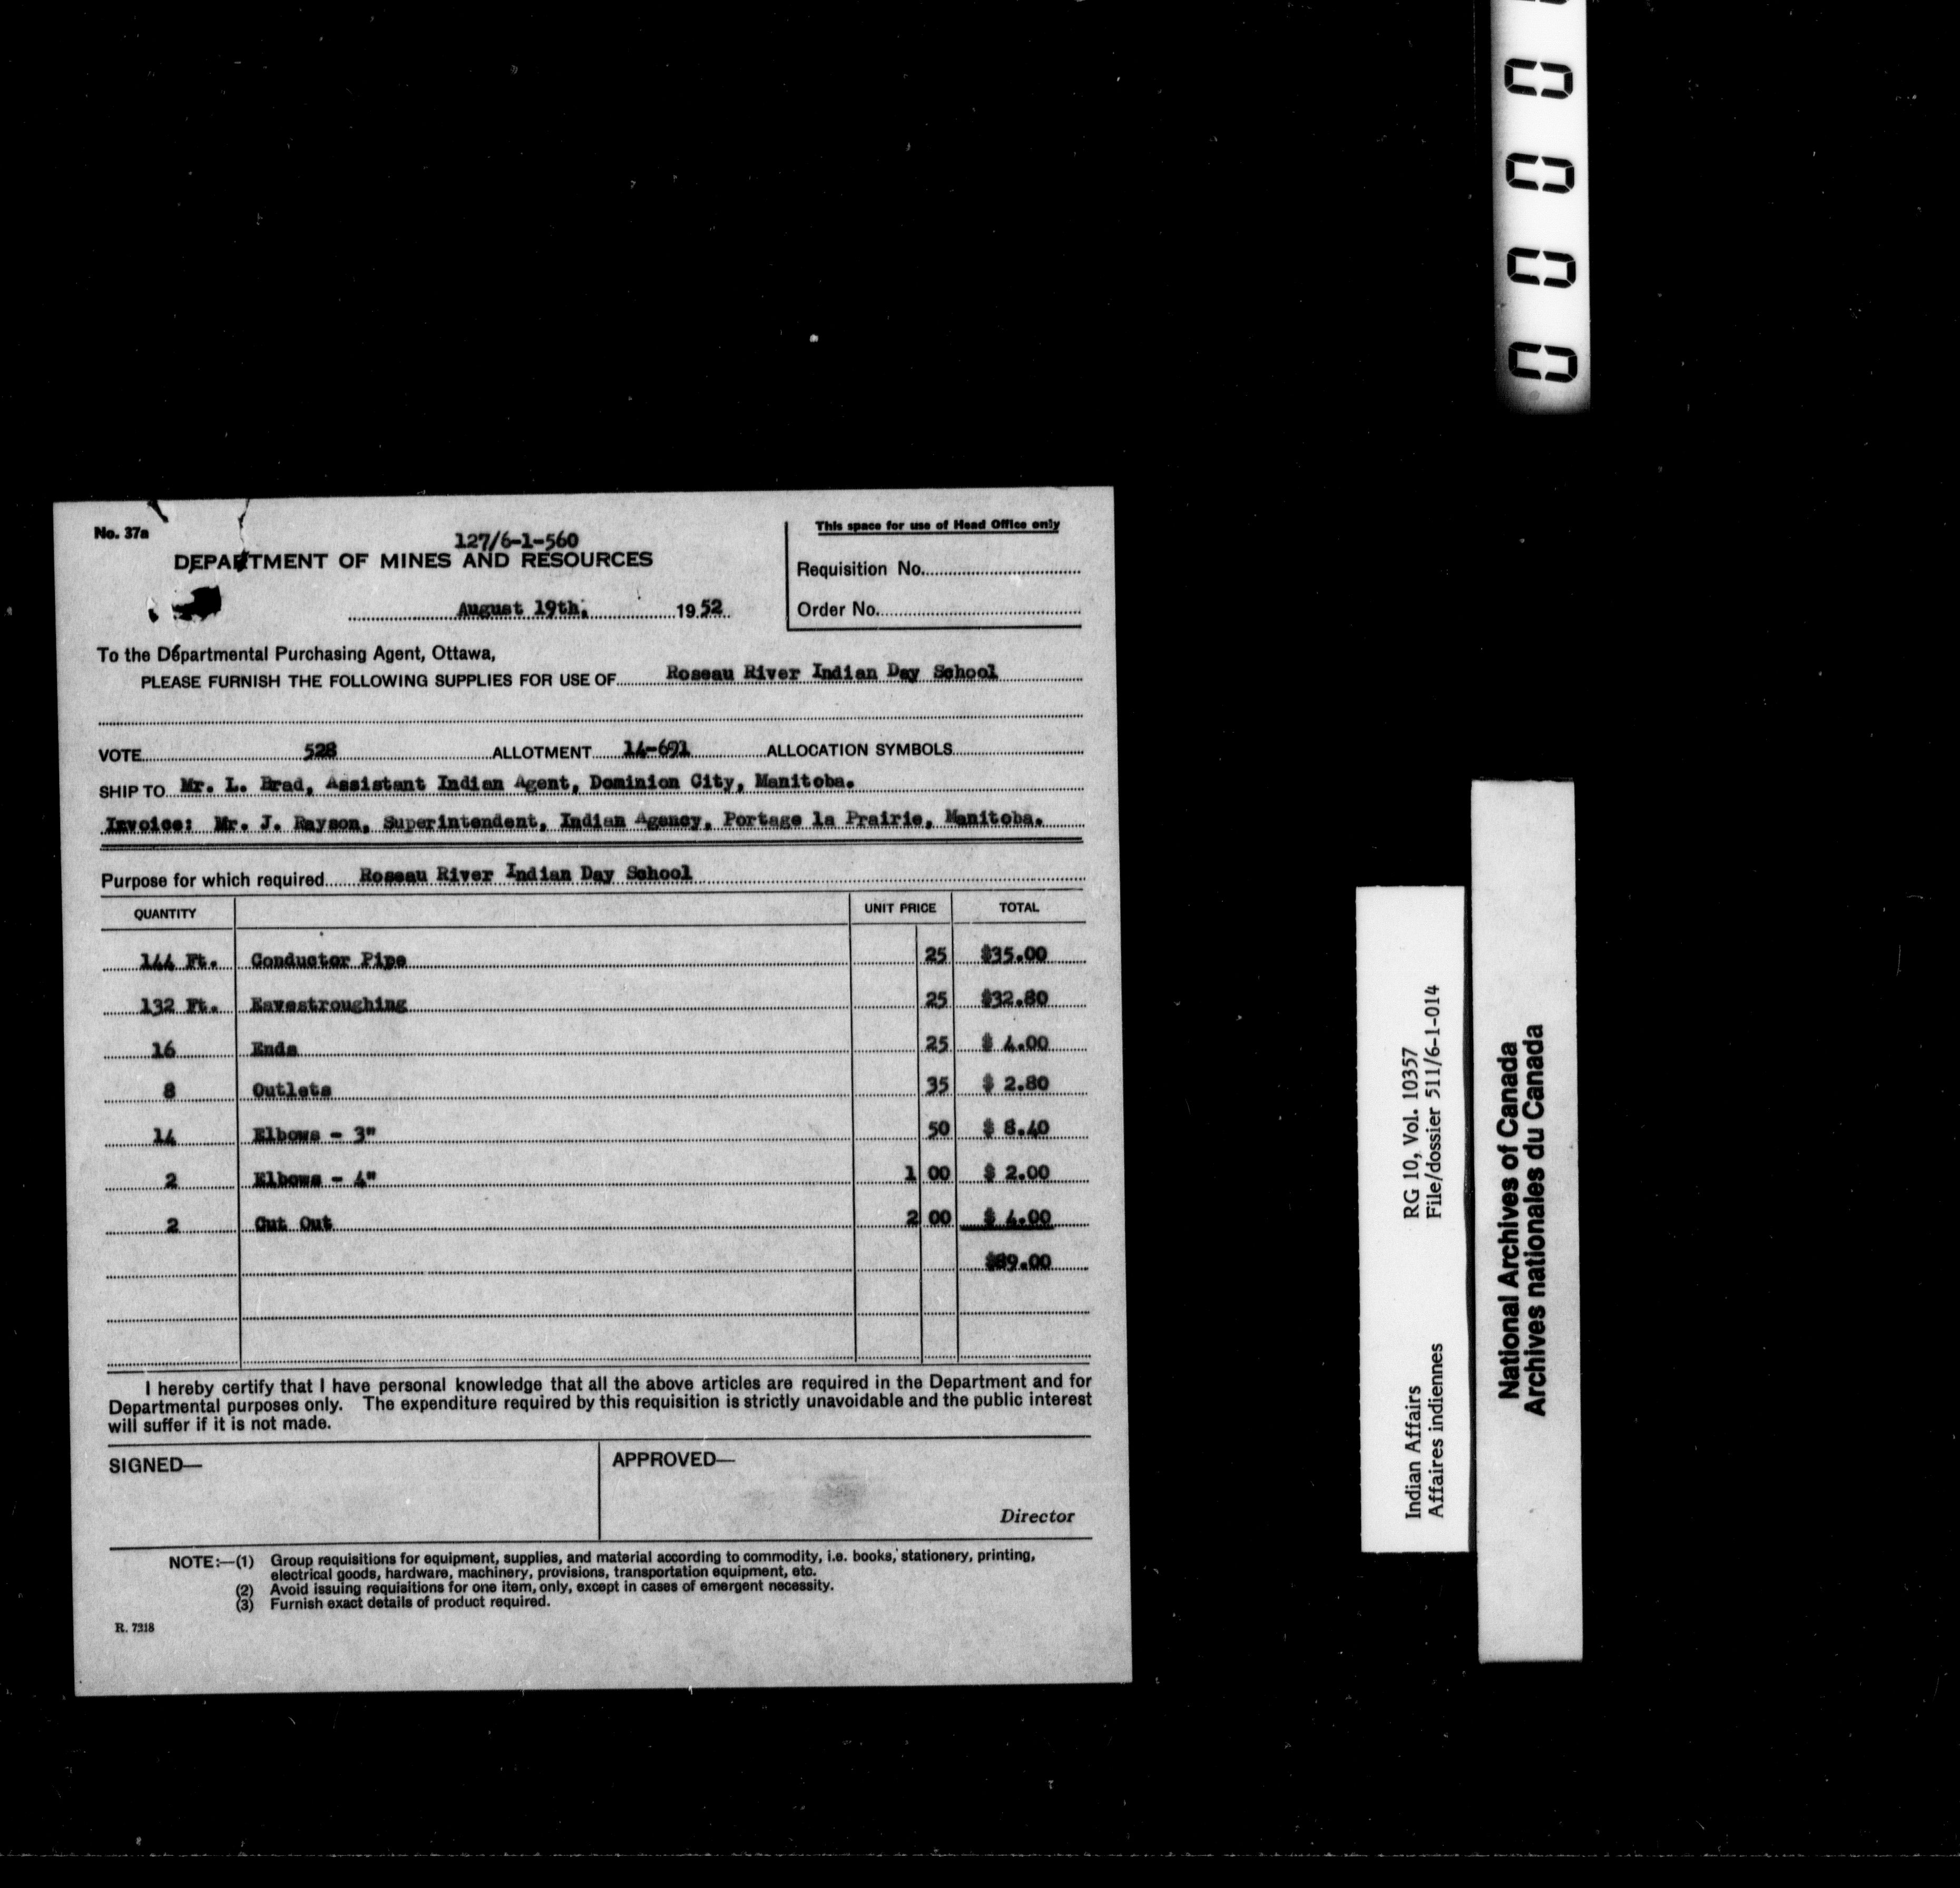 No. 37a
127/6-1-560
DEPARTMENT OF MINES AND RESOURCES
August 19th, 1952
This space for use of Head Office only
Requisition No.
Order No.
To the Departmental Purchasing Agent, Ottawa,
PLEASE FURNISH THE FOLLOWING SUPPLIES FOR USE OF Roseau River Indian Day School
VOTE 528 ALLOTMENT 14-691 ALLOCATION SYMBOLS
SHIP TO Mr. L. Brad, Assistant Indian Agent, Dominion City, Manitoba.
Invoice: Mr. J. Rayson, Superintendent, Indian Agency, Portage la Prairie, Manitoba.
Purpose for which required Roseau River Indian Day School
QUANTITY UNIT PRICE TOTAL
144 Ft. Conductor Pipe 25 $35.00
132 Ft. Eavestroughing 25 $32.80
16 Ends 25 $ 4.00
8 Outlets 35 $ 2.80
14 Elbows - 3" 50 $ 8.40
2 Elbows - 4" 1 00 $ 2.00
2 Cut Out 2 00 $ 4.00
$89.00
I hereby certify that I have personal knowledge that all the above articles are required in the Department and for
Departmental purposes only. The expenditure required by this requisition is strictly unavoidable and the public interest
will suffer if it is not made.
SIGNED—
APPROVED—
Director
NOTE:—(1) Group requisitions for equipment, supplies, and material according to commodity, i.e. books, stationery, printing,
electrical goods, hardware, machinery, provisions, transportation equipment, etc.
(2) Avoid issuing requisitions for one item, only, except in cases of emergent necessity.
(3) Furnish exact details of product required.
R. 7218
Indian Affairs RG 10, Vol. 10357
Affaires indiennes File/dossier 511/6-1-014
National Archives of Canada
Archives nationales du Canada
0 0 0 0